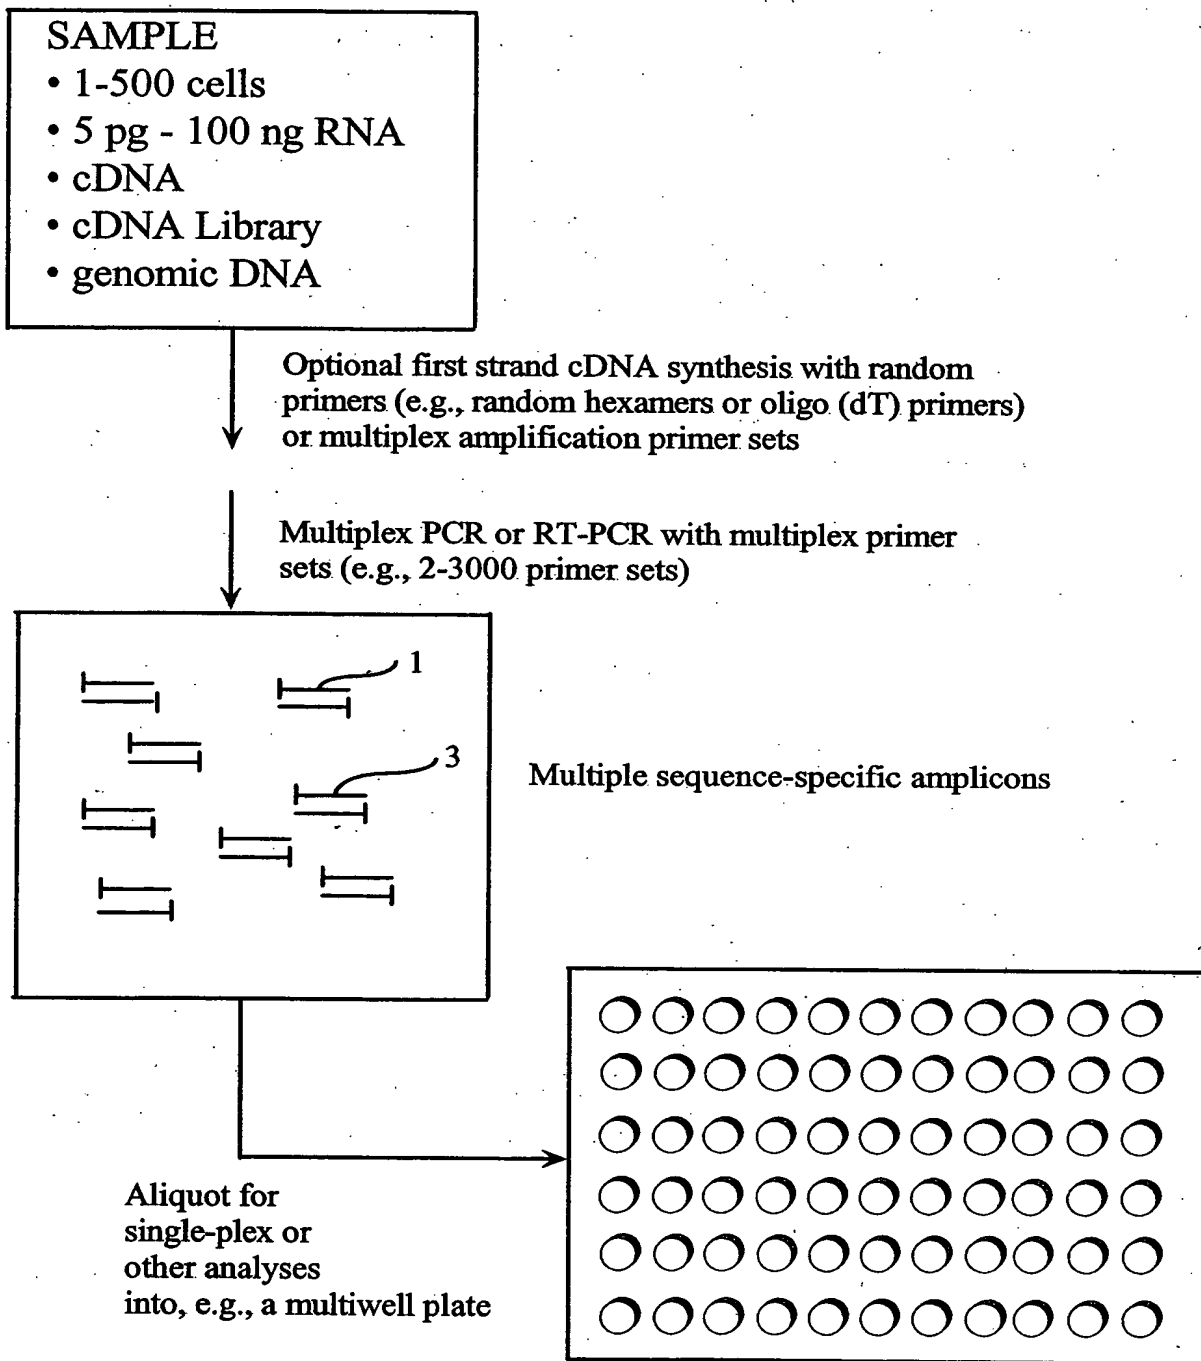 SAMPLE
• 1-500 cells
• 5 pg - 100 ng RNA
• cDNA
• cDNA Library
• genomic DNA
Optional first strand cDNA synthesis with random
primers (e.g., random hexamers or oligo (dT) primers)
or multiplex amplification primer sets
Multiplex PCR or RT-PCR with multiplex primer
sets (e.g., 2-3000 primer sets)
1
3
Multiple sequence-specific amplicons
Aliquot for
single-plex or
other analyses
into, e.g., a multiwell plate